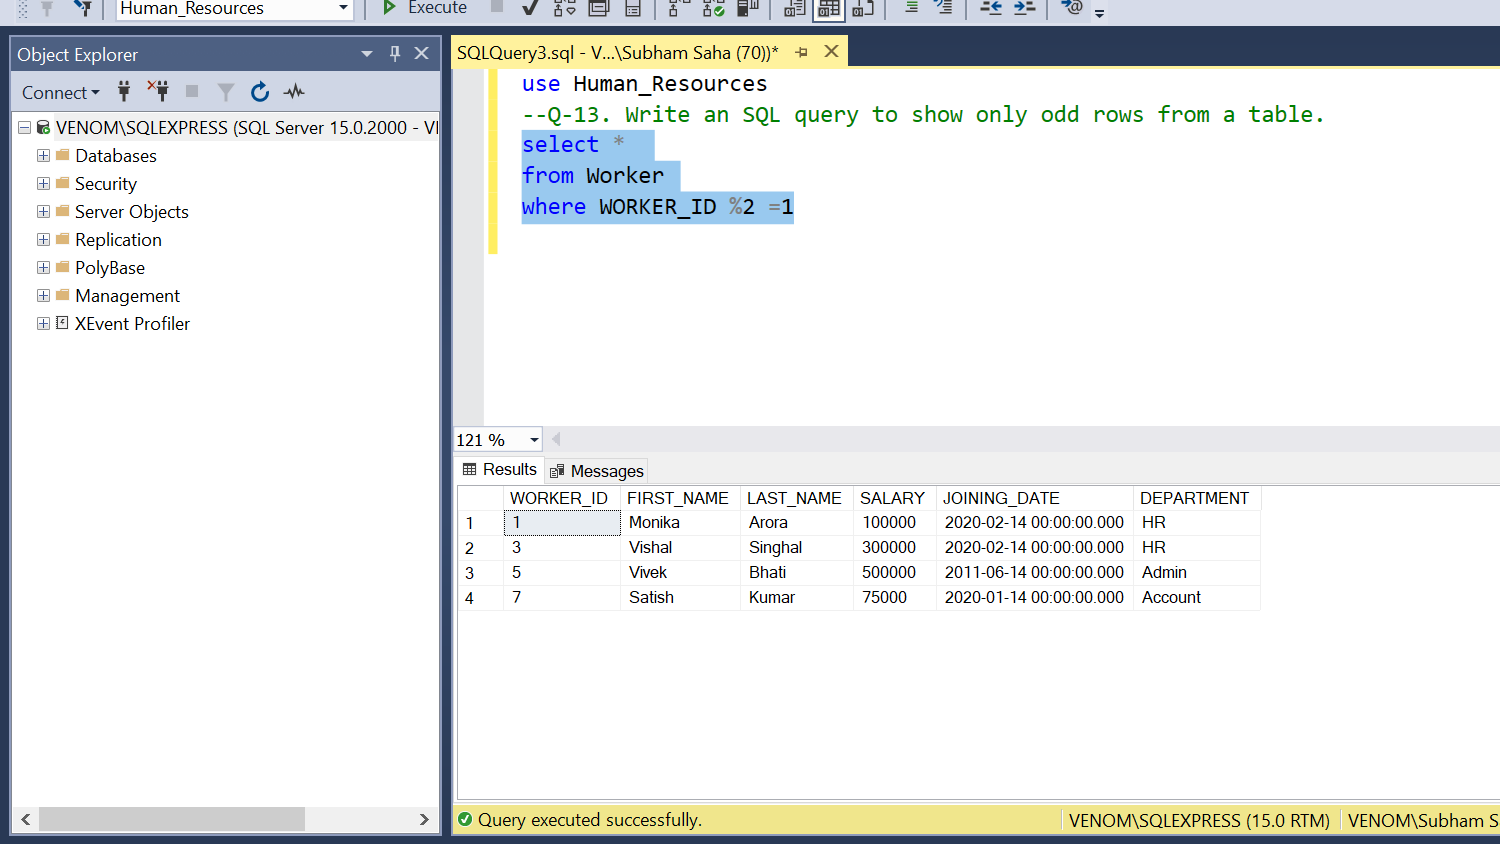 Human_Resources
Execute
Object Explorer
Connect
VENOM\SQLEXPRESS (SQL Server 15.0.2000 - VI
Databases
Security
Server Objects
Replication
PolyBase
Management
XEvent Profiler
SQLQuery3.sql - V...\Subham Saha (70))*
use Human_Resources
--Q-13. Write an SQL query to show only odd rows from a table.
select *
from Worker
where WORKER_ID %2 =1
121 %
Results Messages
WORKER_ID FIRST_NAME LAST_NAME SALARY JOINING_DATE DEPARTMENT
1 1 Monika Arora 100000 2020-02-14 00:00:00.000 HR
2 3 Vishal Singhal 300000 2020-02-14 00:00:00.000 HR
3 5 Vivek Bhati 500000 2011-06-14 00:00:00.000 Admin
4 7 Satish Kumar 75000 2020-01-14 00:00:00.000 Account
Query executed successfully.
VENOM\SQLEXPRESS (15.0 RTM)
VENOM\Subham S